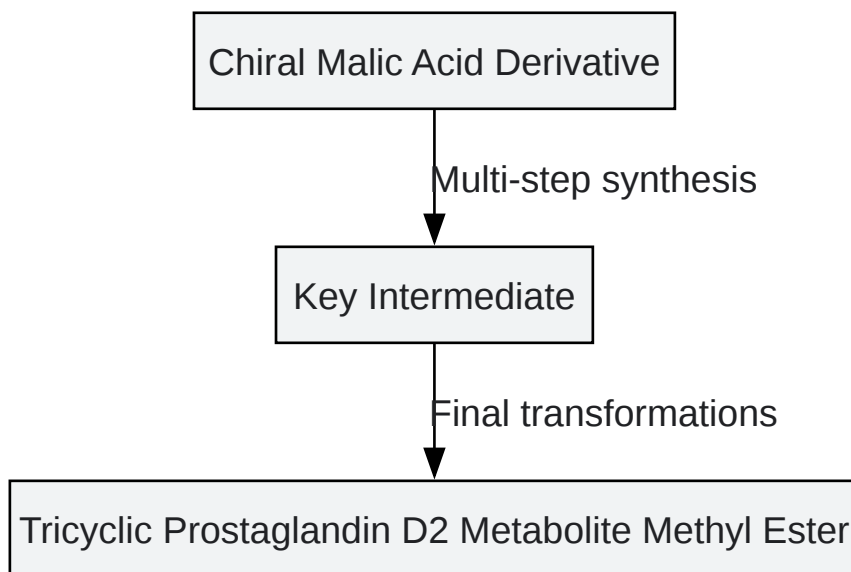 Chiral Malic Acid Derivative
Multi-step synthesis
Key Intermediate
Final transformations
Tricyclic Prostaglandin D2 Metabolite Methyl Ester